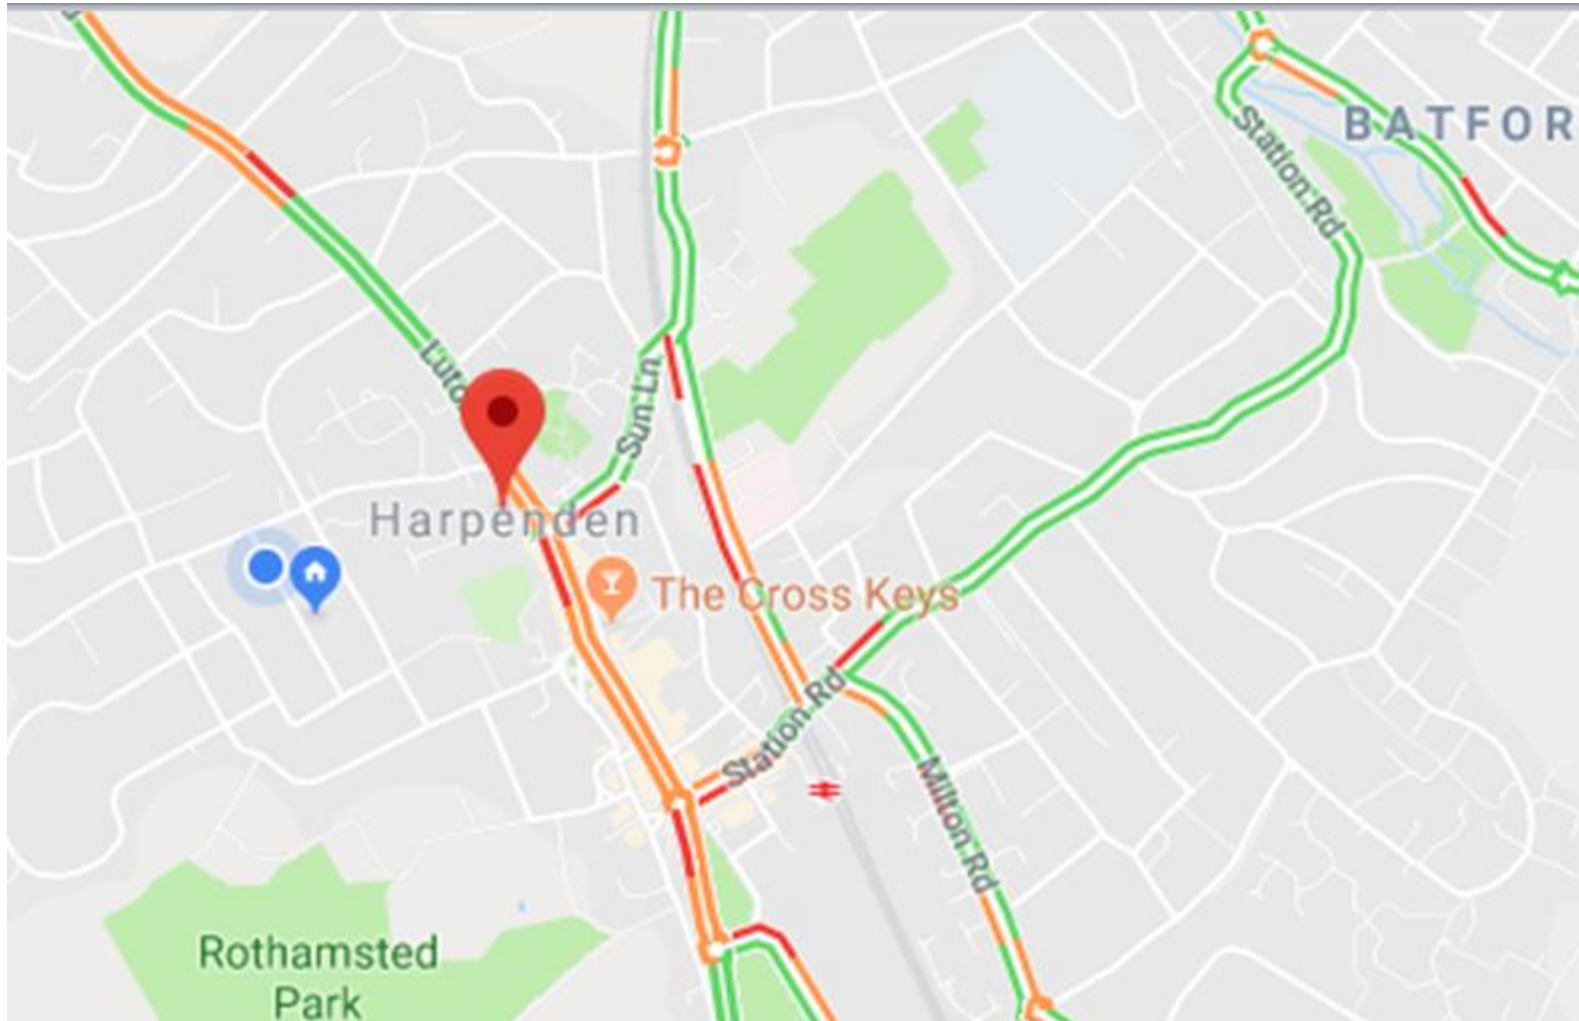 BATFOR
Station Rd
Luto
Sun Ln
Harpenden
The Cross Keys
Station Rd
Milton Rd
Rothamsted
Park